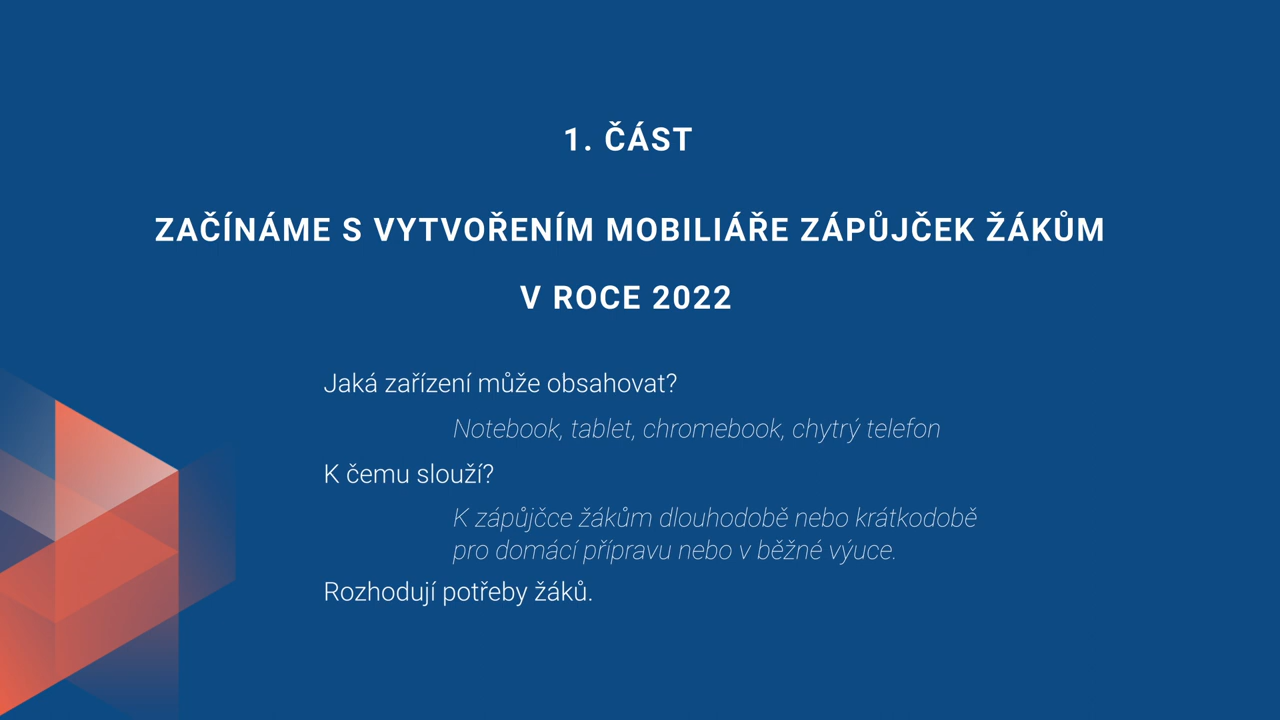 1. ČÁST
ZAČÍNÁME S VYTVOŘENÍM MOBILIÁŘE ZÁPŮJČEK ŽÁKŮM
V ROCE 2022
Jaká zařízení může obsahovat?
Notebook, tablet, chromebook, chytrý telefon
K čemu slouží?
K zápůjčce žákům dlouhodobě nebo krátkodobě
pro domácí přípravu nebo v běžné výuce.
Rozhodují potřeby žáků.